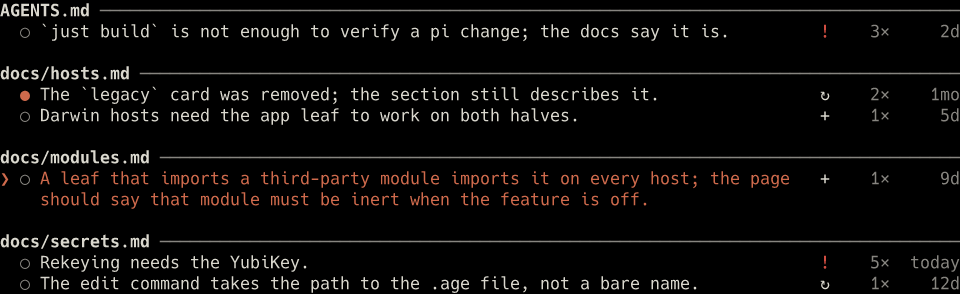 AGENTS.md
○ `just build` is not enough to verify a pi change; the docs say it is. ! 3× 2d
docs/hosts.md
● The `legacy` card was removed; the section still describes it. ↻ 2× 1mo
○ Darwin hosts need the app leaf to work on both halves. + 1× 5d
docs/modules.md
❯ ○ A leaf that imports a third-party module imports it on every host; the page + 1× 9d
should say that module must be inert when the feature is off.
docs/secrets.md
○ Rekeying needs the YubiKey. ! 5× today
○ The edit command takes the path to the .age file, not a bare name. ↻ 1× 12d